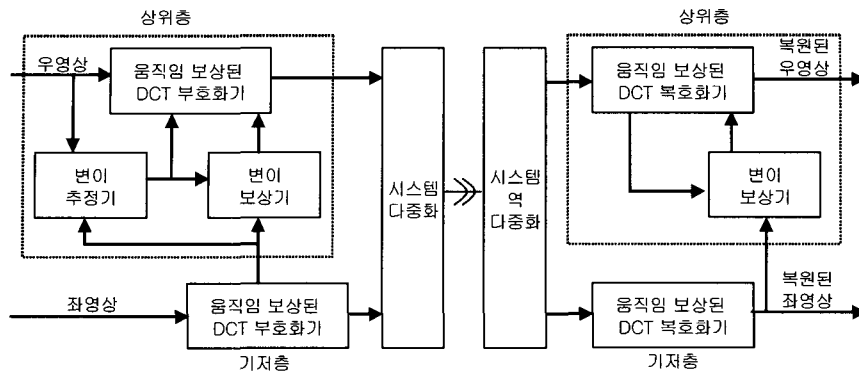 상위층
우영상
움직임 보상된
DCT 부호화기
변이
추정기
변이
보상기
좌영상
움직임 보상된
DCT 부호화기
기저층
시스템
다중화
시스템
역
다중화
상위층
움직임 보상된
DCT 복호화기
복원된
우영상
변이
보상기
움직임 보상된
DCT 복호화기
복원된
좌영상
기저층